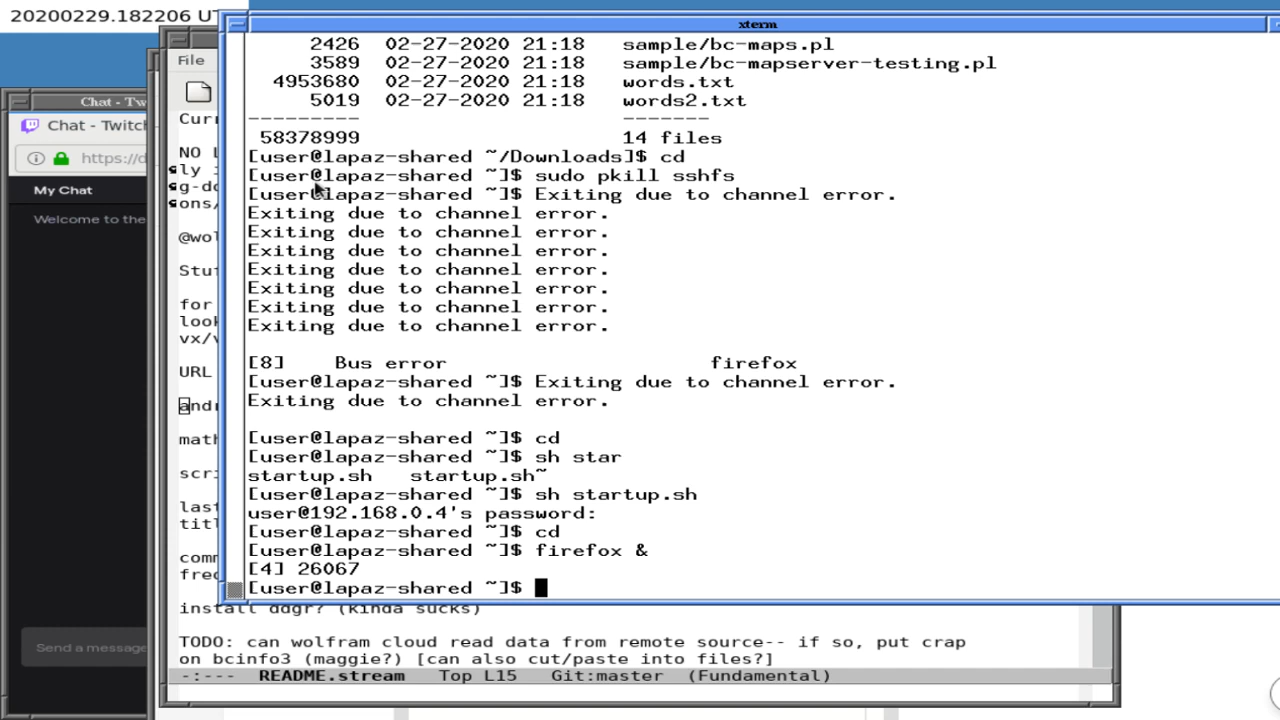 20200229.182206 U
xterm
2426 02-27-2020 21:18 sample/bc-maps.pl
3589 02-27-2020 21:18 sample/bc-mapserver-testing.pl
4953680 02-27-2020 21:18 words.txt
5019 02-27-2020 21:18 words2.txt
--------- -------
58378999 14 files
[user@lapaz-shared ~/Downloads]$ cd
[user@lapaz-shared ~]$ sudo pkill sshfs
[user@lapaz-shared ~]$ Exiting due to channel error.
Exiting due to channel error.
Exiting due to channel error.
Exiting due to channel error.
Exiting due to channel error.
Exiting due to channel error.
Exiting due to channel error.
Exiting due to channel error.
[8] Bus error firefox
[user@lapaz-shared ~]$ Exiting due to channel error.
Exiting due to channel error.
[user@lapaz-shared ~]$ cd
[user@lapaz-shared ~]$ sh star
startup.sh startup.sh~
[user@lapaz-shared ~]$ sh startup.sh
user@192.168.0.4's password:
[user@lapaz-shared ~]$ cd
[user@lapaz-shared ~]$ firefox &
[4] 26067
[user@lapaz-shared ~]$
File
Curr
NO L
ly i
g-do
ons/
@wol
Stuf
for
look
vx/v
URL
andr
math
scri
last
titl
comm
free
install ddgr? (kinda sucks)
TODO: can wolfram cloud read data from remote source-- if so, put crap
on bcinfo3 (maggie?) [can also cut/paste into files?]
-:--- README.stream Top L15 Git:master (Fundamental)
Chat - Tw
Chat - Twitch
https://d
My Chat
Welcome to the
Send a message